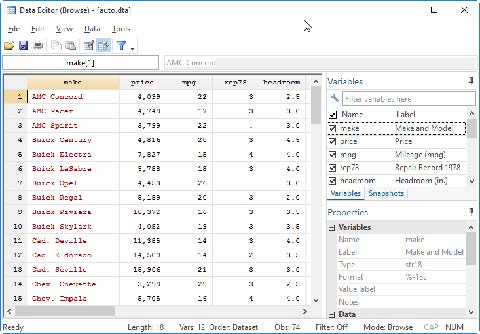 Data Editor (Browse) - [auto.dta]
File Edit View Data Tools
make[1] AMC Concord
make price mpg rep78 headroom
1 AMC Concord 4,099 22 3 2.5
2 AMC Pacer 4,749 17 3 3.0
3 AMC Spirit 3,799 22 . 3.0
4 Buick Century 4,816 20 3 4.5
5 Buick Electra 7,827 15 4 4.0
6 Buick LeSabre 5,788 18 3 4.0
7 Buick Opel 4,453 26 . 3.0
8 Buick Regal 5,189 20 3 2.0
9 Buick Riviera 10,372 16 3 3.5
10 Buick Skylark 4,082 19 3 3.5
11 Cad. Deville 11,385 14 3 4.0
12 Cad. Eldorado 14,500 14 2 3.5
13 Cad. Seville 15,906 21 3 3.0
14 Chev. Chevette 3,299 29 3 2.5
15 Chev. Impala 5,705 16 4 4.0
Variables
Filter variables here
Name Label
make Make and Model
price Price
mpg Mileage (mpg)
rep78 Repair Record 1978
headroom Headroom (in.)
Variables Snapshots
Properties
Variables
Name make
Label Make and Model
Type str18
Format %-18s
Value label
Notes
Data
Ready Length: 18 Vars: 12 Order: Dataset Obs: 74 Filter: Off Mode: Browse CAP NUM